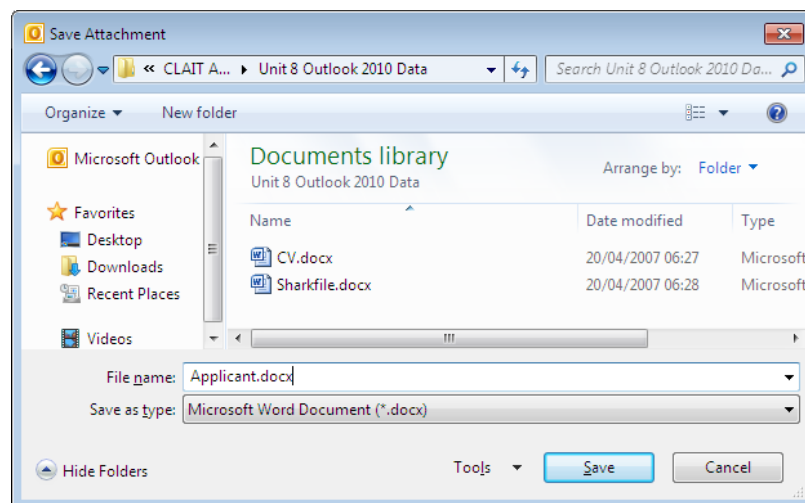 Save Attachment
« CLAIT A... ▸ Unit 8 Outlook 2010 Data
Search Unit 8 Outlook 2010 Da...
Organize
New folder
Microsoft Outlook
Favorites
Desktop
Downloads
Recent Places
Videos
Documents library
Unit 8 Outlook 2010 Data
Arrange by: Folder
Name Date modified Type
CV.docx 20/04/2007 06:27 Microsoft
Sharkfile.docx 20/04/2007 06:28 Microsoft
File name: Applicant.docx
Save as type: Microsoft Word Document (*.docx)
Hide Folders
Tools
Save
Cancel